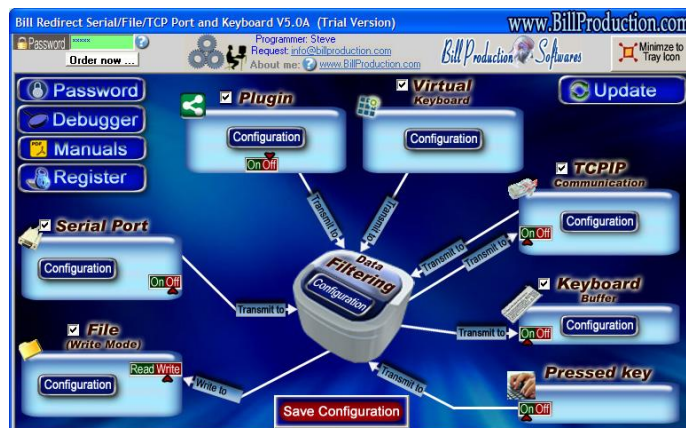 Bill Redirect Serial/File/TCP Port and Keyboard V5.0A (Trial Version)
www.BillProduction.com
Password
xxxxx
Order now ...
Programmer: Steve
Request: info@billproduction.com
About me: www.BillProduction.com
Bill Production Softwares
Minimze to
Tray Icon
Password
Debugger
PDF
Manuals
Register
Plugin
Configuration
On Off
Virtual
Keyboard
Configuration
Update
TCPIP
Communication
Configuration
On Off
Serial Port
Configuration
On Off
Transmit to
Transmit to
Transmit to
Transmit to
Data
Filtering
Configuration
Transmit to
Keyboard
Buffer
Configuration
On Off
Transmit to
File
(Write Mode)
Read Write
Configuration
Write to
Transmit to
Pressed key
On Off
Save Configuration